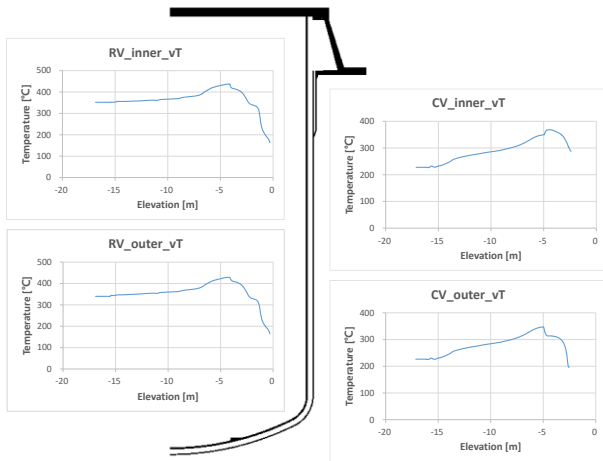 RV_inner_vT
Temperature [°C]
500
400
300
200
100
0
-20 -15 -10 -5 0
Elevation [m]
RV_outer_vT
Temperature [°C]
500
400
300
200
100
0
-20 -15 -10 -5 0
Elevation [m]
CV_inner_vT
Temperature [°C]
400
300
200
100
0
-20 -15 -10 -5 0
Elevation [m]
CV_outer_vT
Temperature [°C]
400
300
200
100
0
-20 -15 -10 -5 0
Elevation [m]